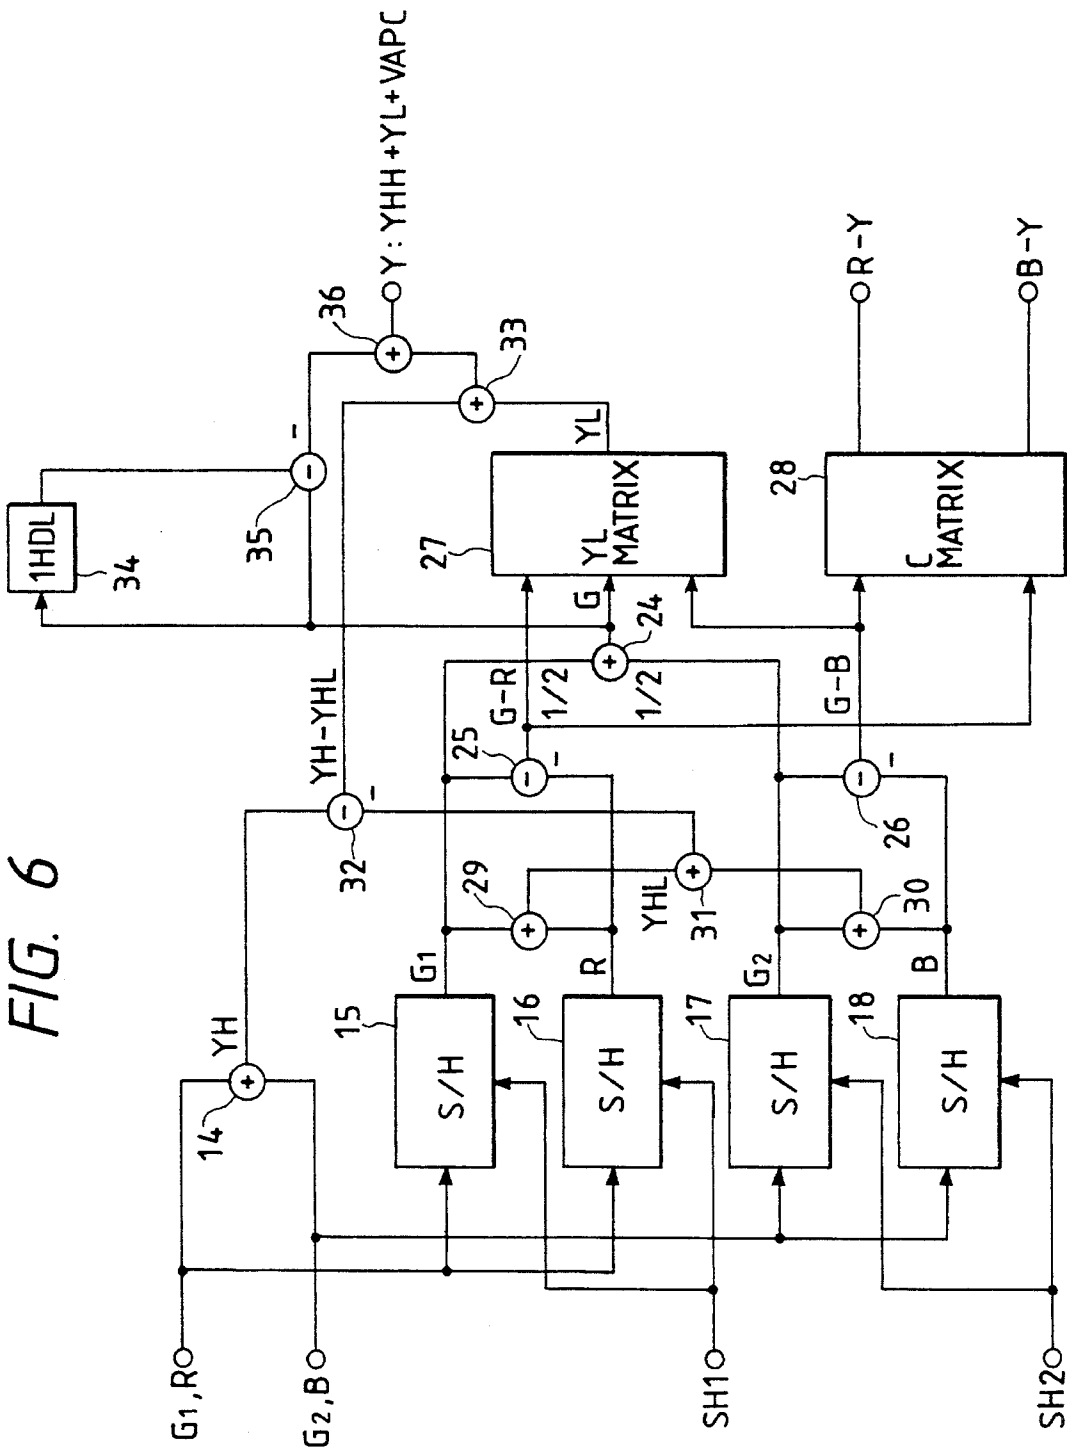 FIG. 6
G1,R
G2,B
SH1
SH2
14
YH
15
S/H
G1
16
S/H
R
17
S/H
G2
18
S/H
B
29
+
30
+
31
+
YHL
32
-
-
YH-YHL
25
-
-
G-R
26
-
-
G-B
1/2
1/2
24
+
G
27
YL
MATRIX
YL
28
C
MATRIX
R-Y
B-Y
1HDL
34
35
-
-
33
+
36
+
Y:YHH+YL+VAPC
+